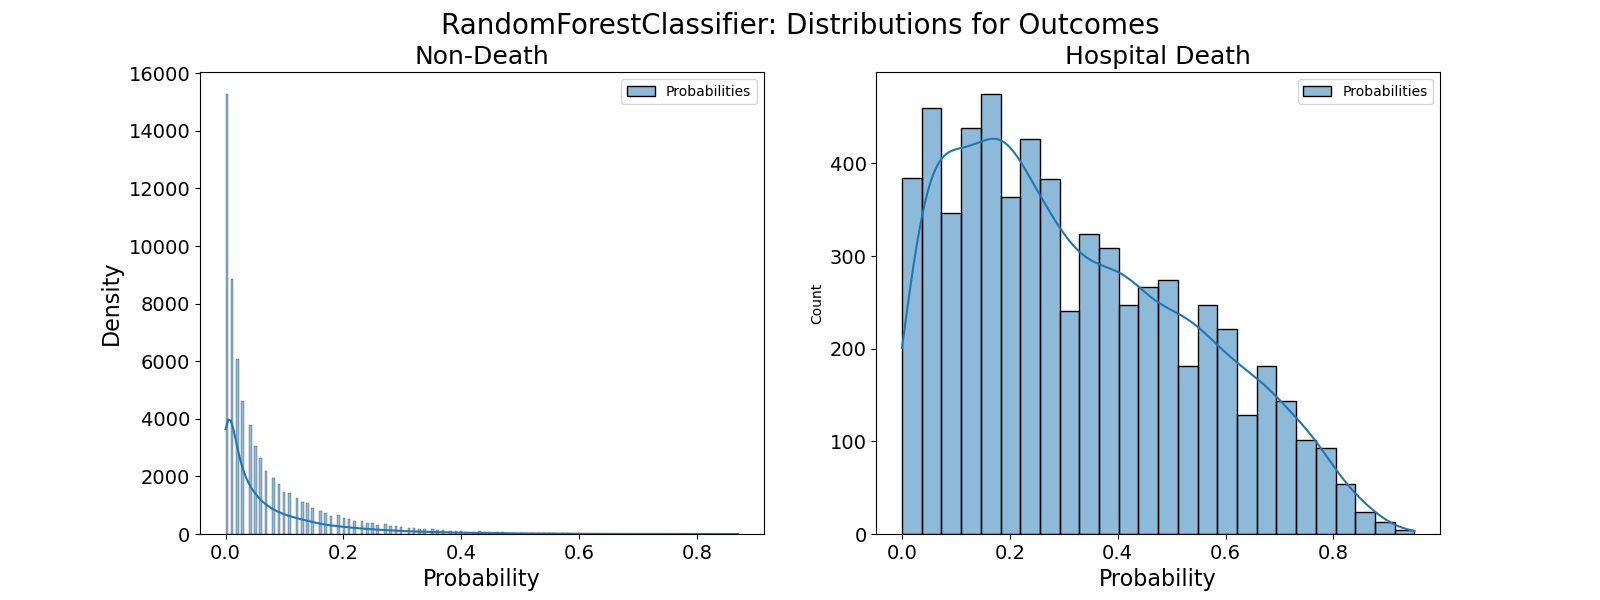 RandomForestClassifier: Distributions for Outcomes
Non-Death
Probabilities
16000
14000
12000
10000
8000
6000
4000
2000
0
Density
0.0 0.2 0.4 0.6 0.8
Probability
Hospital Death
Probabilities
400
300
200
100
0
Count
0.0 0.2 0.4 0.6 0.8
Probability